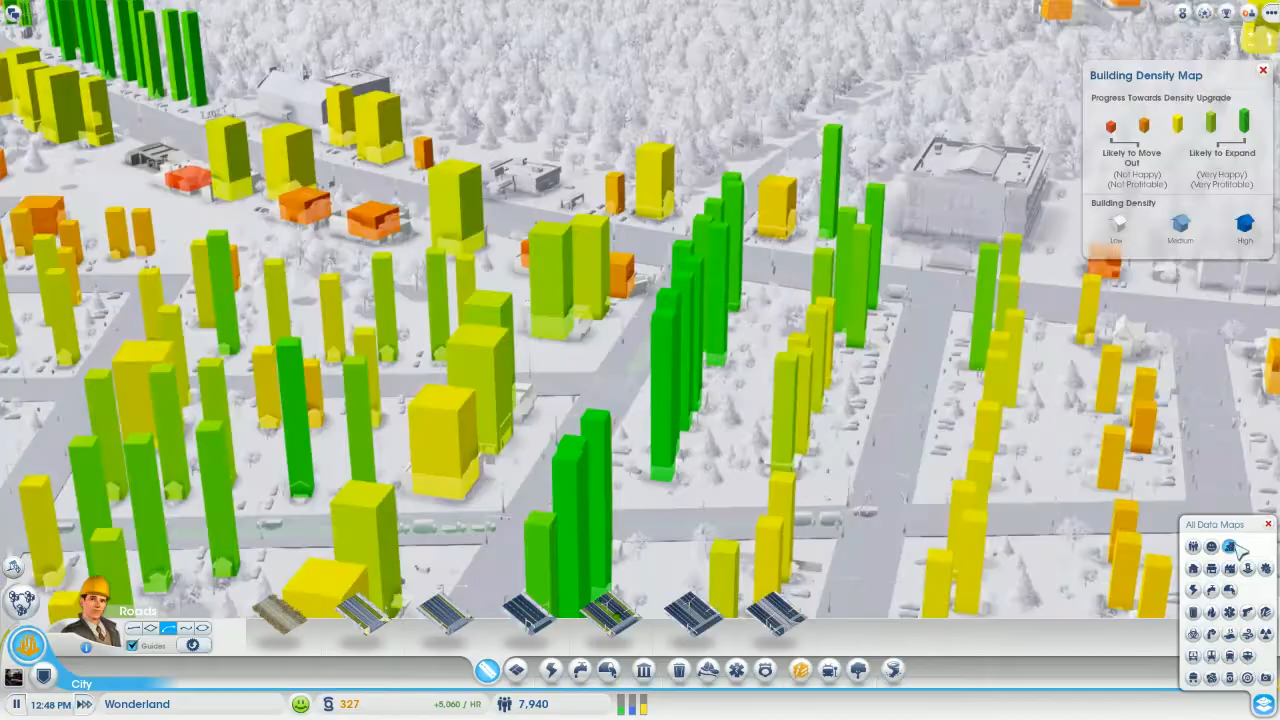 Building Density Map
Progress Towards Density Upgrade
Likely to Move Out
Likely to Expand
(Not Happy)
(Not Profitable)
(Very Happy)
(Very Profitable)
Building Density
Low
Medium
High
All Data Maps
Roads
Guides
City
12:48 PM
Wonderland
327
+5,060 / HR
7,940